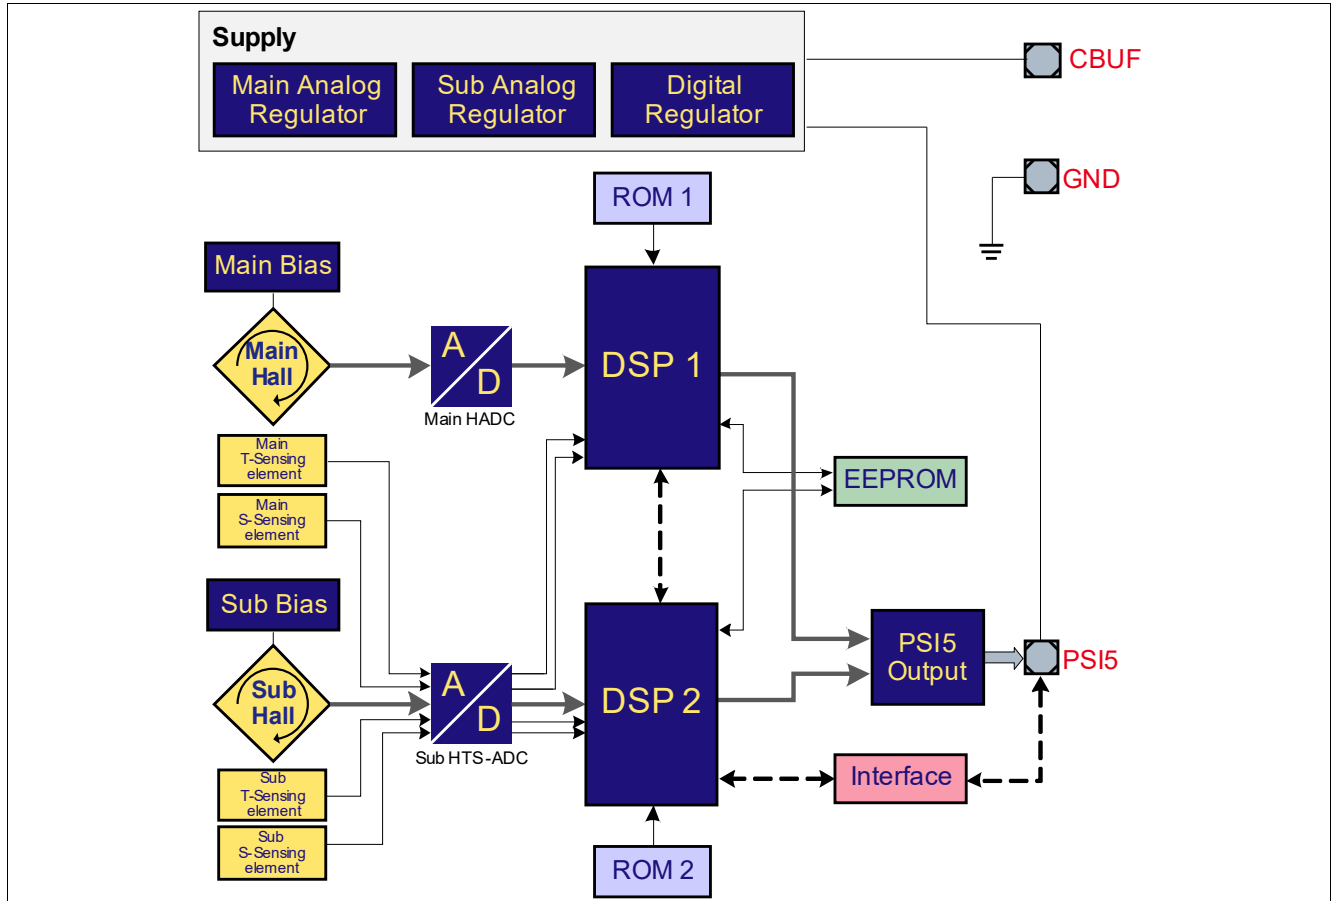 Supply
Main Analog
Regulator
Sub Analog
Regulator
Digital
Regulator
CBUF
GND
ROM 1
Main Bias
Main
Hall
A
D
Main HADC
DSP 1
Main
T-Sensing
element
Main
S-Sensing
element
EEPROM
Sub Bias
Sub
Hall
A
D
Sub HTS-ADC
DSP 2
PSI5
Output
PSI5
Sub
T-Sensing
element
Sub
S-Sensing
element
Interface
ROM 2